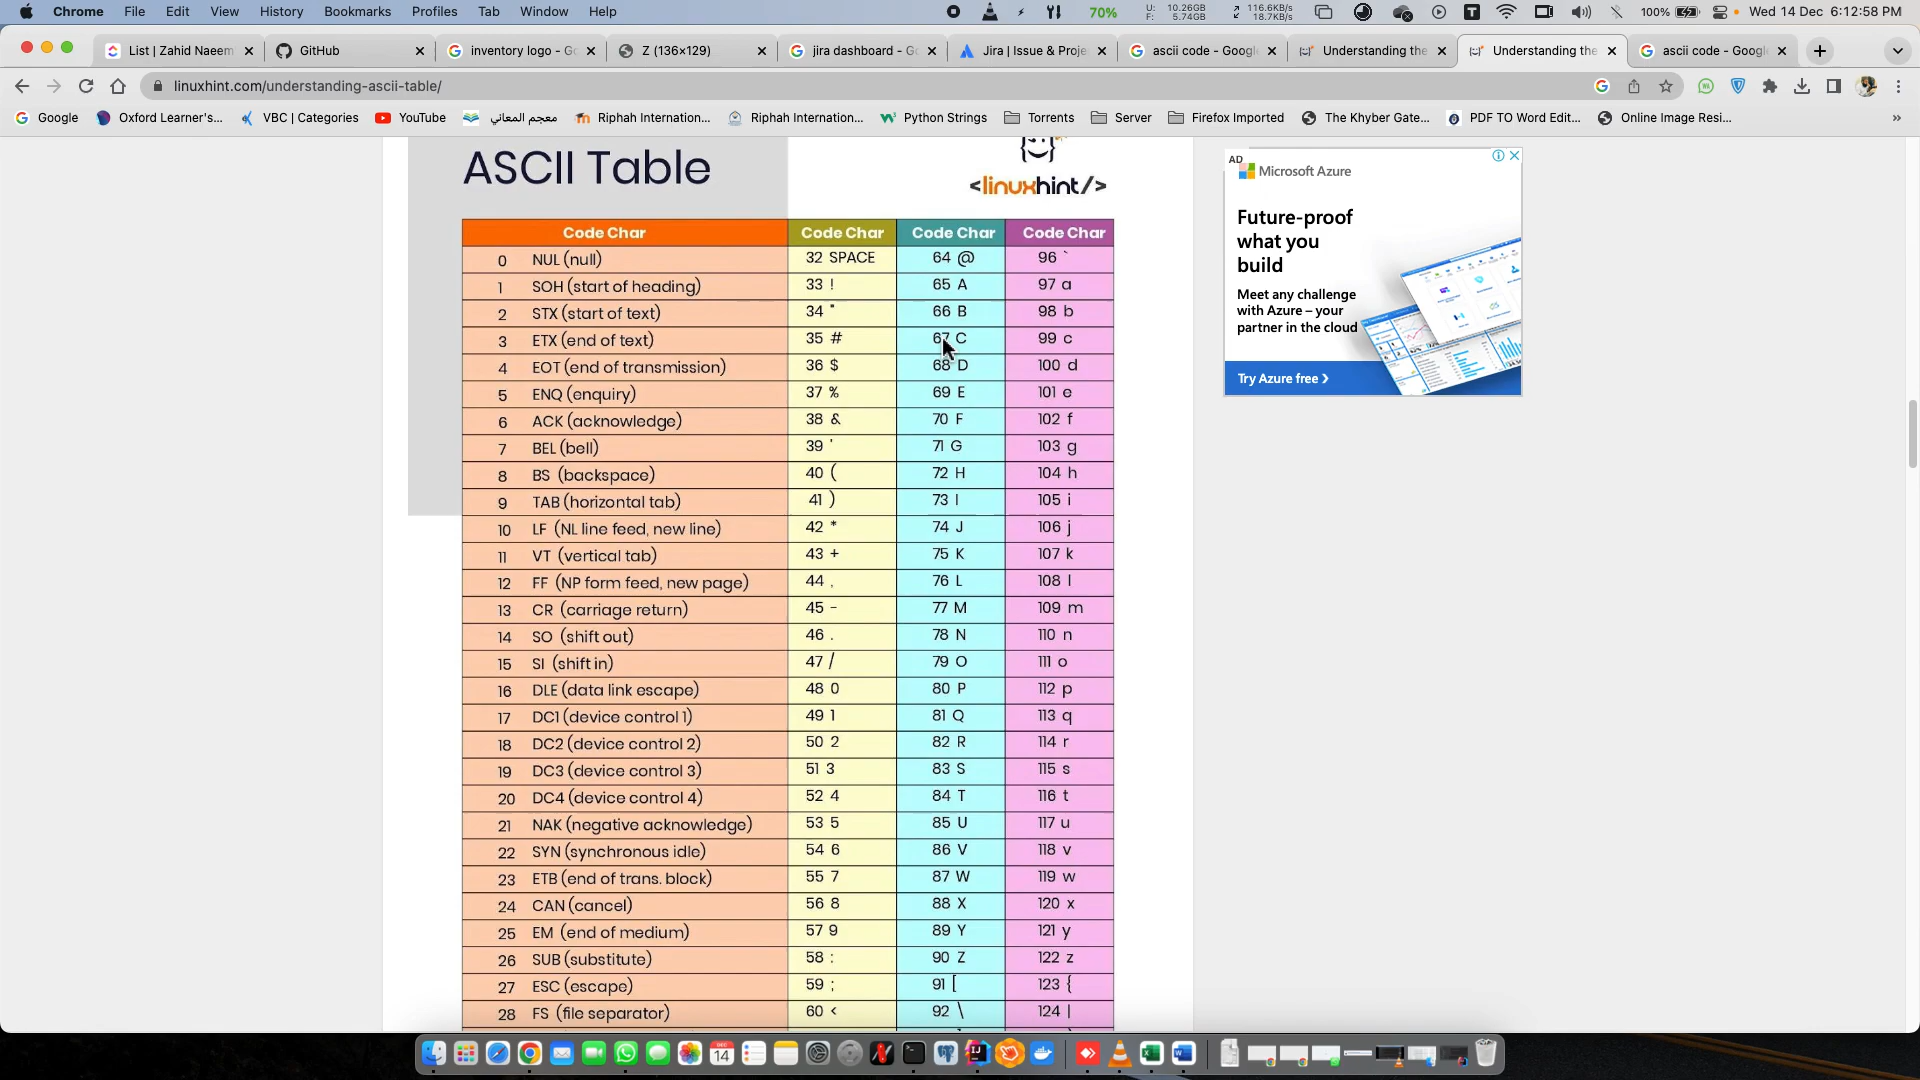 Chrome File Edit View History Bookmarks Profiles Tab Window Help 70% U: 10.26GB F: 5.74GB 116.6KB/s 18.7KB/s 100% Wed 14 Dec 6:12:58 PM
List | Zahid Naeem GitHub inventory logo - Go Z (136×129) jira dashboard - G Jira | Issue & Proje ascii code - Google Understanding the Understanding the ascii code - Google
linuxhint.com/understanding-ascii-table/
Google Oxford Learner's... VBC | Categories YouTube معجم المعاني Riphah Internation... Riphah Internation... Python Strings Torrents Server Firefox Imported The Khyber Gate... PDF TO Word Edit... Online Image Resi... »
ASCII Table
<linuxhint/>
Code Char Code Char Code Char Code Char
0 NUL (null) 32 SPACE 64 @ 96 `
1 SOH (start of heading) 33 ! 65 A 97 a
2 STX (start of text) 34 " 66 B 98 b
3 ETX (end of text) 35 # 67 C 99 c
4 EOT (end of transmission) 36 $ 68 D 100 d
5 ENQ (enquiry) 37 % 69 E 101 e
6 ACK (acknowledge) 38 & 70 F 102 f
7 BEL (bell) 39 ' 71 G 103 g
8 BS (backspace) 40 ( 72 H 104 h
9 TAB (horizontal tab) 41 ) 73 I 105 i
10 LF (NL line feed, new line) 42 * 74 J 106 j
11 VT (vertical tab) 43 + 75 K 107 k
12 FF (NP form feed, new page) 44 , 76 L 108 l
13 CR (carriage return) 45 - 77 M 109 m
14 SO (shift out) 46 . 78 N 110 n
15 SI (shift in) 47 / 79 O 111 o
16 DLE (data link escape) 48 0 80 P 112 p
17 DC1 (device control 1) 49 1 81 Q 113 q
18 DC2 (device control 2) 50 2 82 R 114 r
19 DC3 (device control 3) 51 3 83 S 115 s
20 DC4 (device control 4) 52 4 84 T 116 t
21 NAK (negative acknowledge) 53 5 85 U 117 u
22 SYN (synchronous idle) 54 6 86 V 118 v
23 ETB (end of trans. block) 55 7 87 W 119 w
24 CAN (cancel) 56 8 88 X 120 x
25 EM (end of medium) 57 9 89 Y 121 y
26 SUB (substitute) 58 : 90 Z 122 z
27 ESC (escape) 59 ; 91 [ 123 {
28 FS (file separator) 60 < 92 \ 124 |
AD
Microsoft Azure
Future-proof
what you
build
Meet any challenge
with Azure – your
partner in the cloud
Try Azure free >
DEC
14